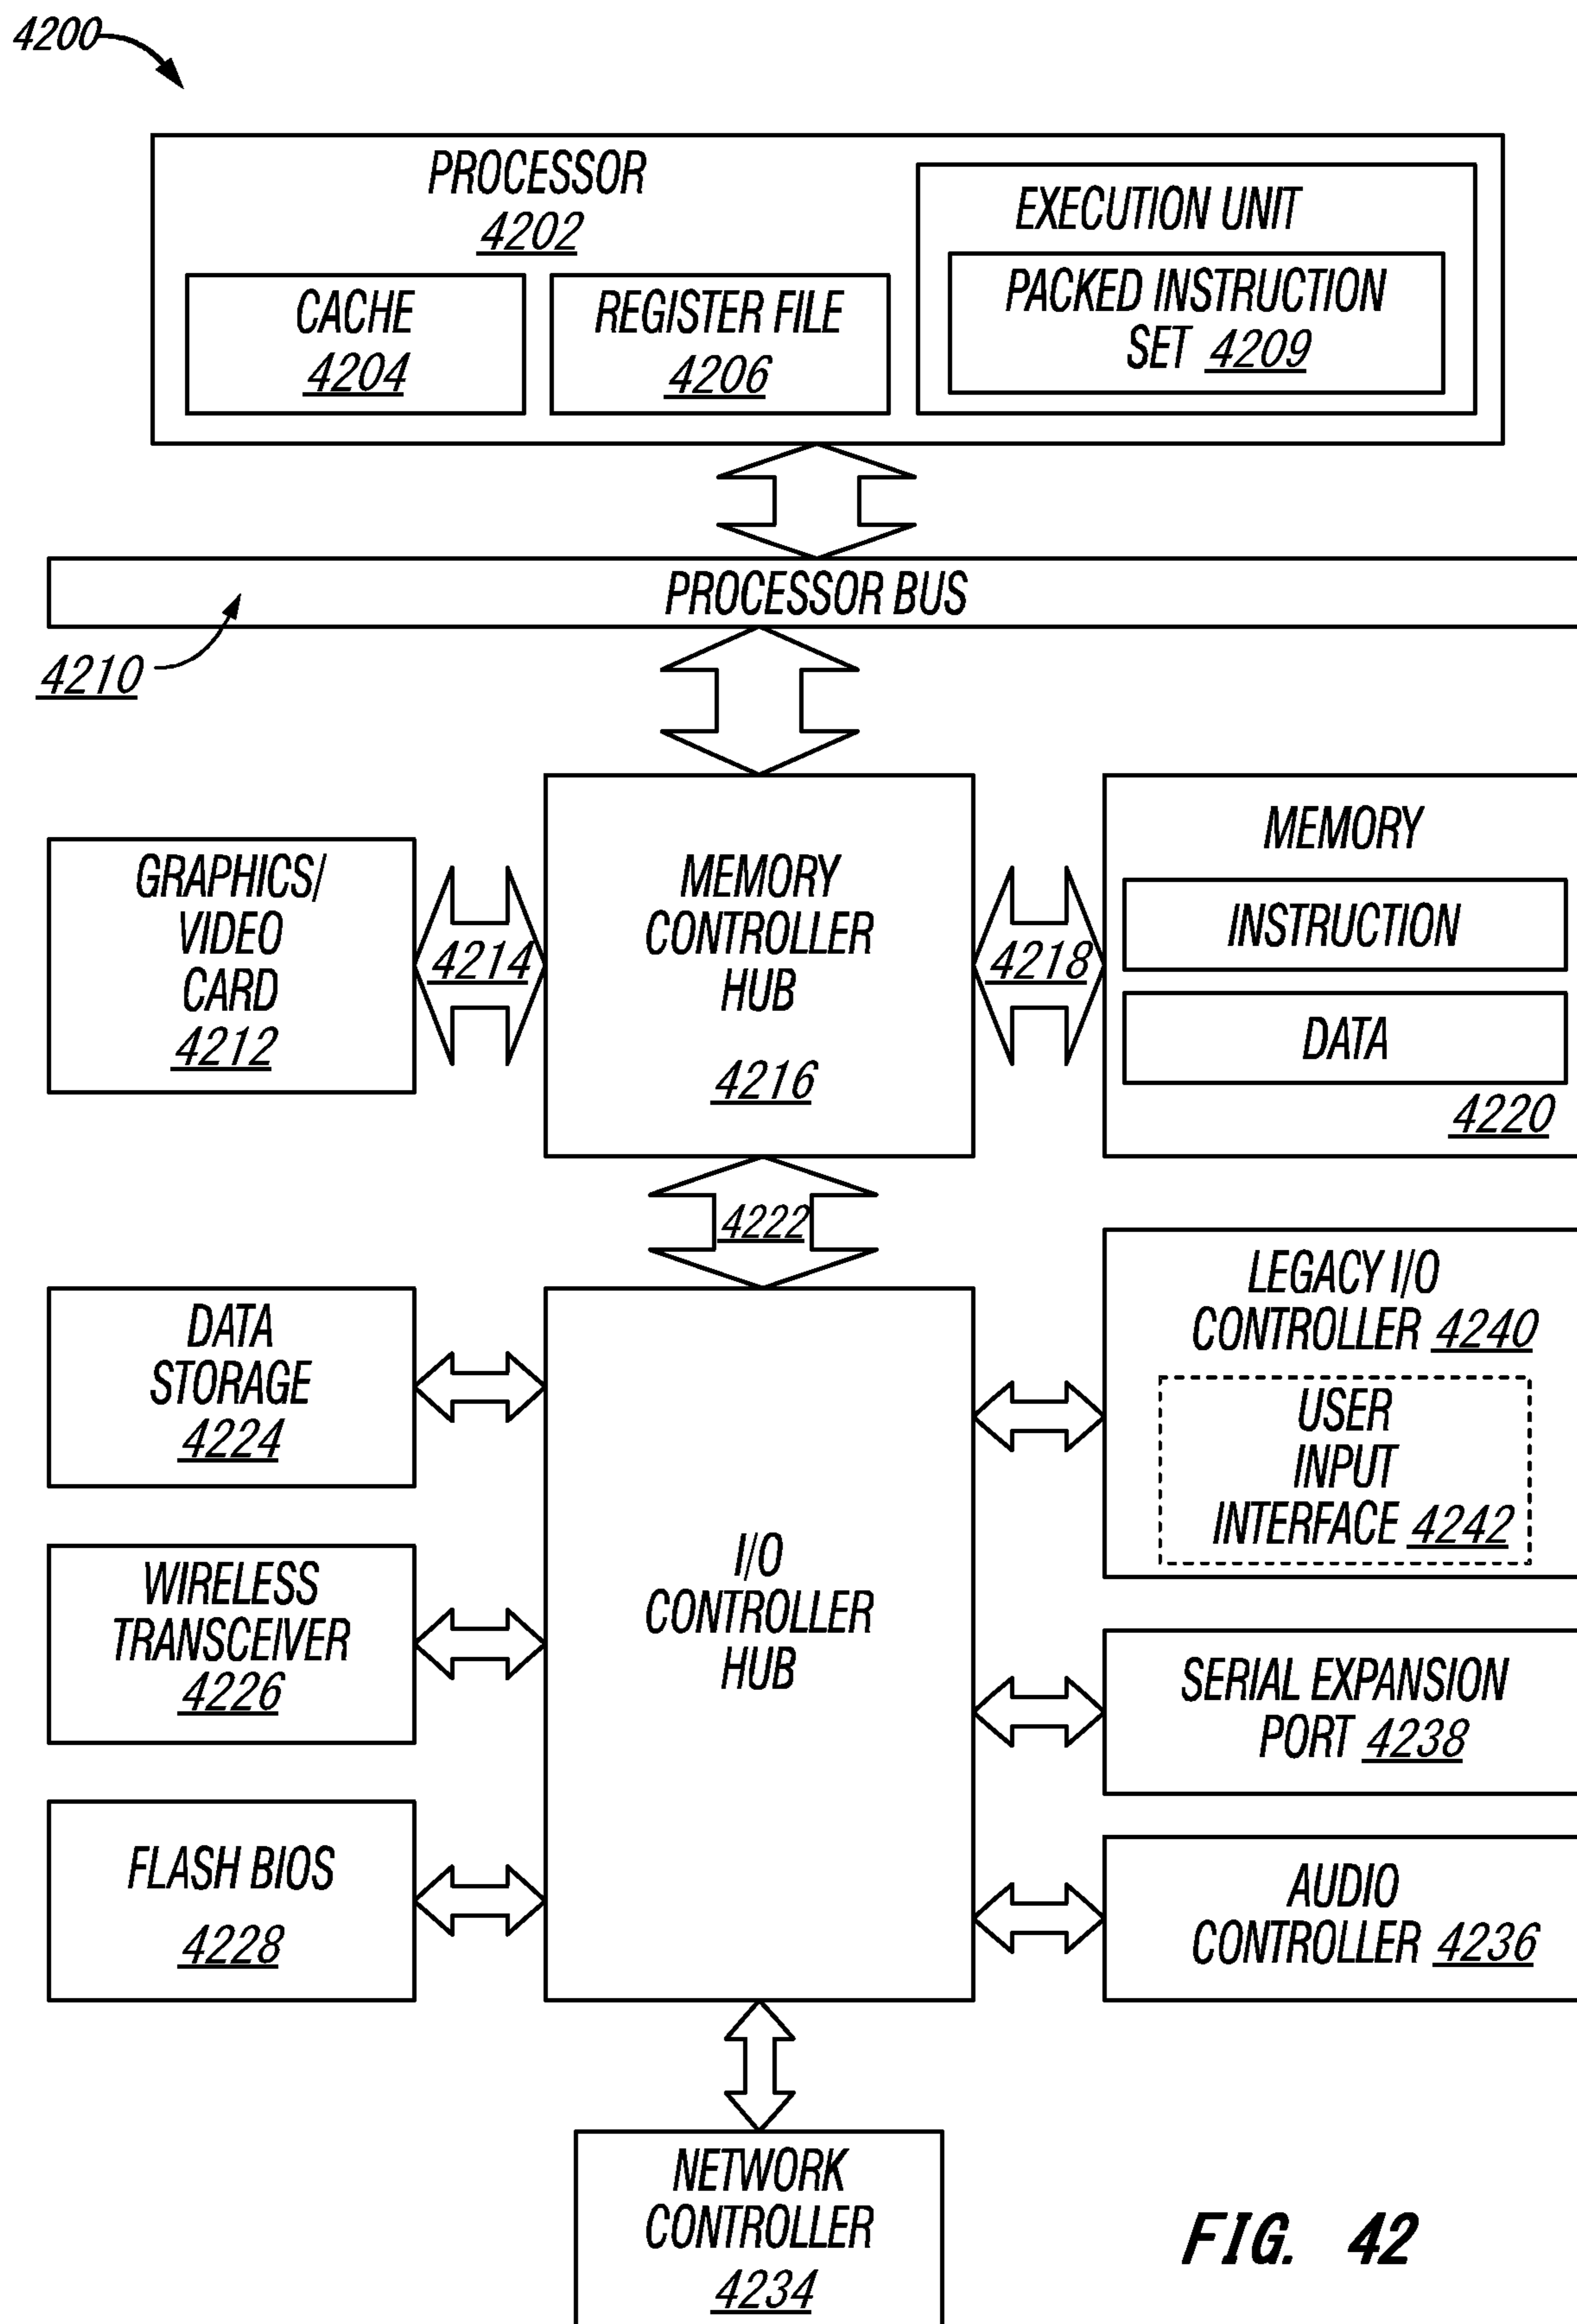 4200
PROCESSOR
4202
CACHE
4204
REGISTER FILE
4206
EXECUTION UNIT
PACKED INSTRUCTION
SET 4209
PROCESSOR BUS
4210
GRAPHICS/
VIDEO
CARD
4212
4214
MEMORY
CONTROLLER
HUB
4216
4218
MEMORY
INSTRUCTION
DATA
4220
4222
DATA
STORAGE
4224
WIRELESS
TRANSCEIVER
4226
FLASH BIOS
4228
I/O
CONTROLLER
HUB
LEGACY I/O
CONTROLLER 4240
USER
INPUT
INTERFACE 4242
SERIAL EXPANSION
PORT 4238
AUDIO
CONTROLLER 4236
NETWORK
CONTROLLER
4234
FIG. 42